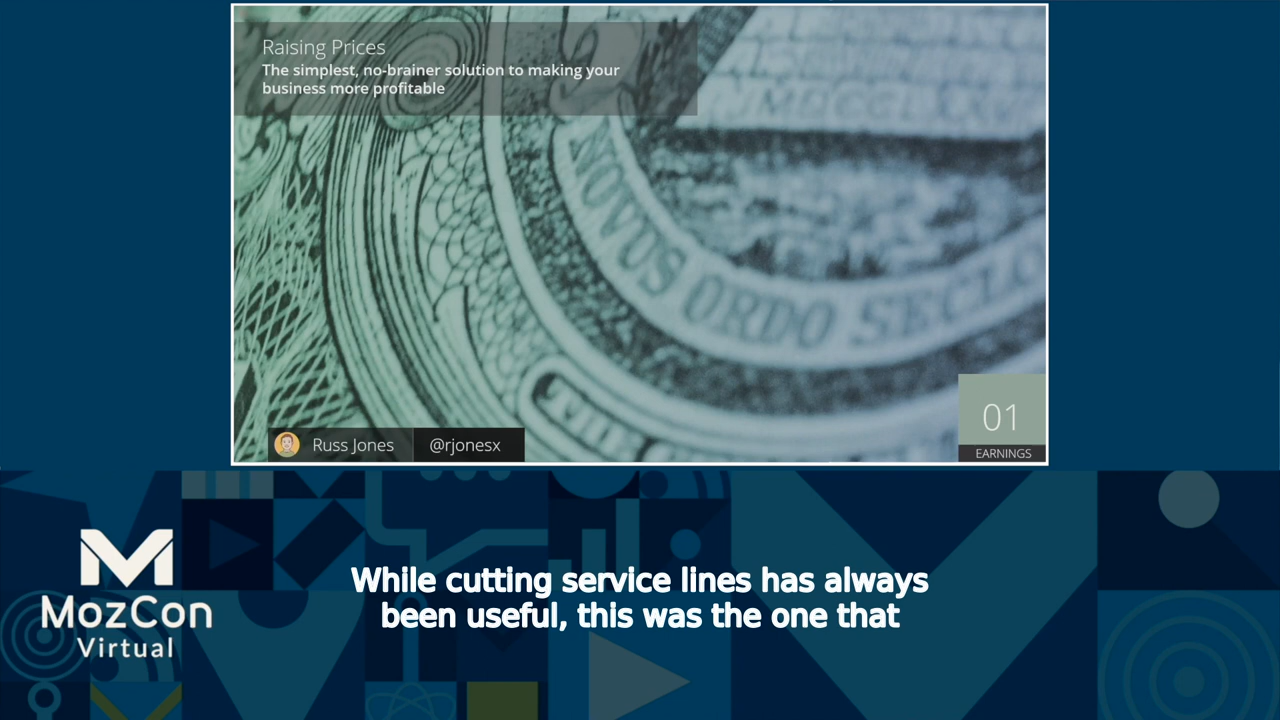 Raising Prices
The simplest, no-brainer solution to making your
business more profitable
NOVUS ORDO SECLO
THE
Russ Jones
@rjonesx
01
EARNINGS
MozCon
Virtual
While cutting service lines has always
been useful, this was the one that